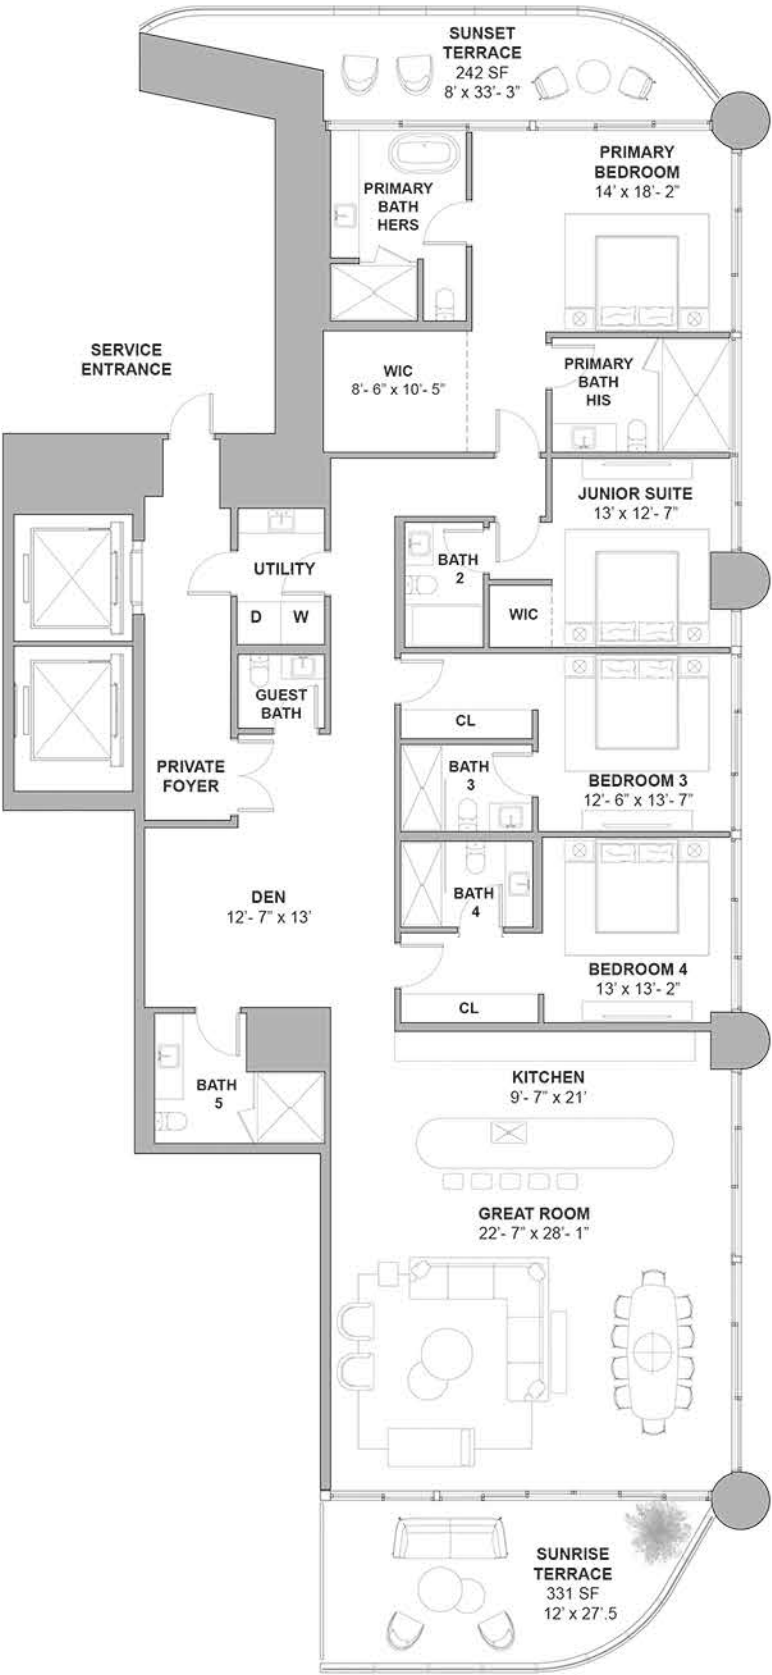 SUNSET
TERRACE
242 SF
8' x 33'- 3"
PRIMARY
BEDROOM
14' x 18'- 2"
PRIMARY
BATH
HERS
SERVICE
ENTRANCE
WIC
8'- 6" x 10'- 5"
PRIMARY
BATH
HIS
JUNIOR SUITE
13' x 12'- 7"
BATH
2
UTILITY
WIC
D
W
GUEST
BATH
CL
PRIVATE
FOYER
BATH
3
BEDROOM 3
12'- 6" x 13'- 7"
DEN
12'- 7" x 13'
BATH
4
BEDROOM 4
13' x 13'- 2"
CL
BATH
5
KITCHEN
9'- 7" x 21'
GREAT ROOM
22'- 7" x 28'- 1"
SUNRISE
TERRACE
331 SF
12' x 27'.5